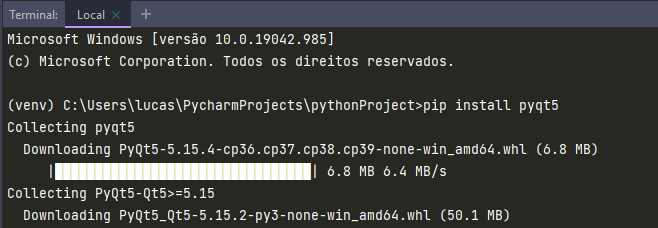 Terminal: Local × +
Microsoft Windows [versão 10.0.19042.985]
(c) Microsoft Corporation. Todos os direitos reservados.
(venv) C:\Users\lucas\PycharmProjects\pythonProject>pip install pyqt5
Collecting pyqt5
Downloading PyQt5-5.15.4-cp36.cp37.cp38.cp39-none-win_amd64.whl (6.8 MB)
|████████████████████████████████| 6.8 MB 6.4 MB/s
Collecting PyQt5-Qt5>=5.15
Downloading PyQt5_Qt5-5.15.2-py3-none-win_amd64.whl (50.1 MB)